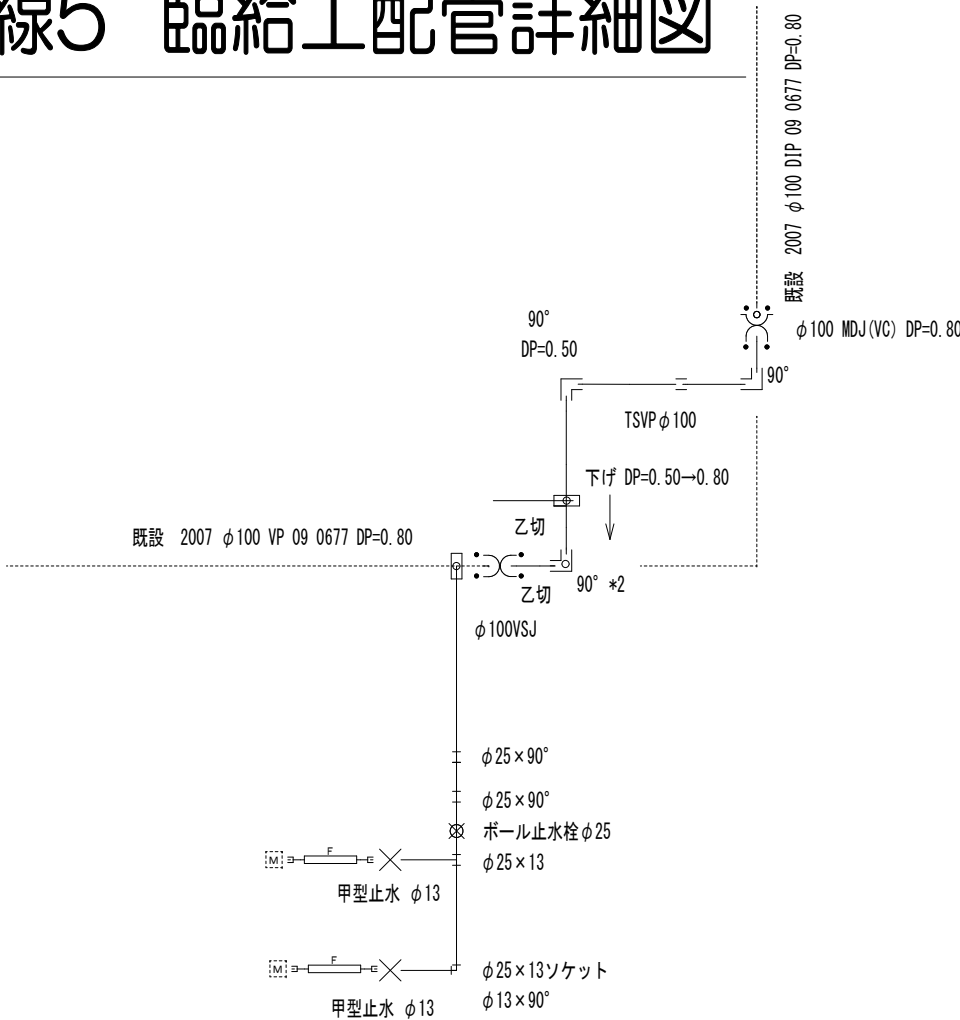 線5 臨給工配管詳細図
既設 2007 φ100 DIP 09 0677 DP=0.80
φ100 MDJ(VC) DP=0.80
90°
DP=0.50
90°
TSVPφ100
下げ DP=0.50→0.80
乙切
既設 2007 φ100 VP 09 0677 DP=0.80
90° *2
乙切
φ100VSJ
φ25×90°
φ25×90°
ボール止水栓φ25
M
F
φ25×13
甲型止水 φ13
M
F
φ25×13ソケット
φ13×90°
甲型止水 φ13